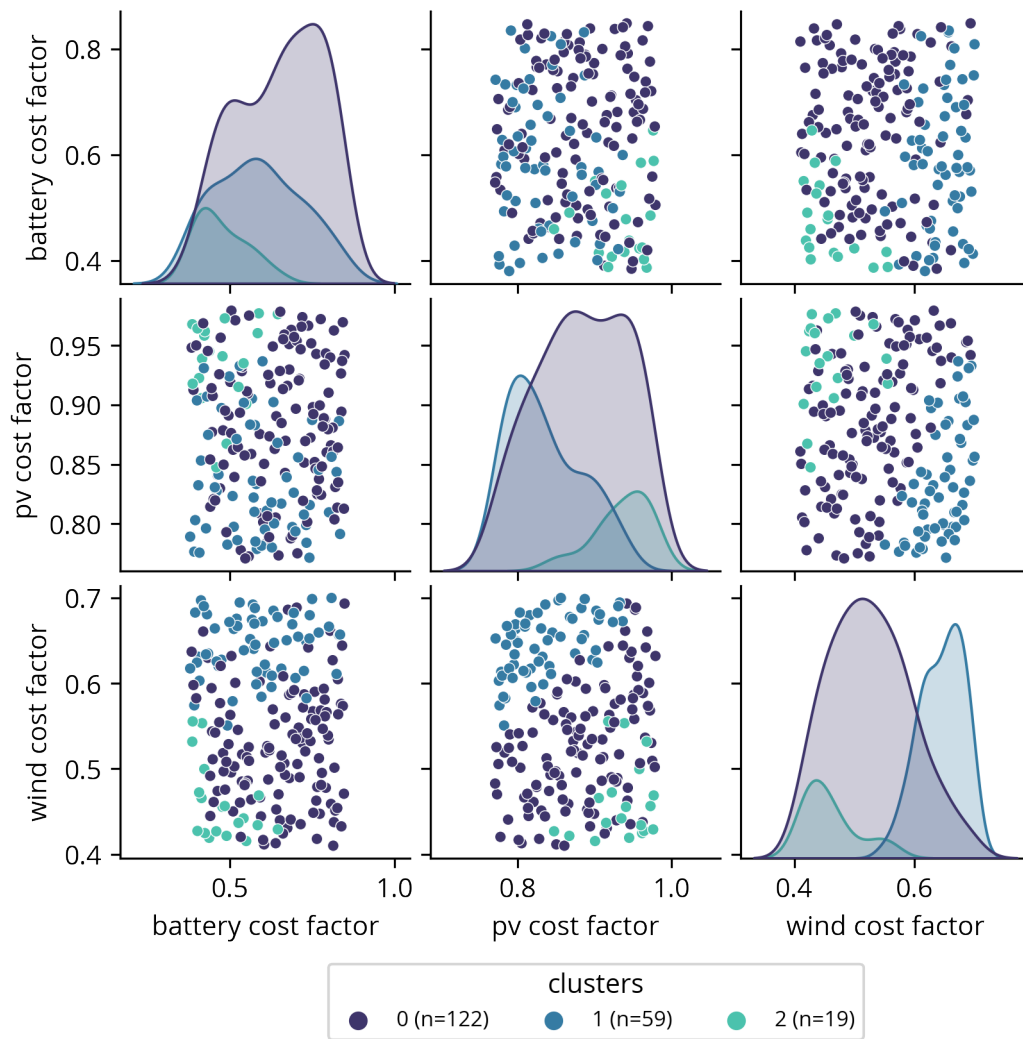 battery cost factor
0.8
0.6
0.4
pv cost factor
0.95
0.90
0.85
0.80
wind cost factor
0.7
0.6
0.5
0.4
0.5 1.0
0.8 1.0
0.4 0.6
battery cost factor
pv cost factor
wind cost factor
clusters
0 (n=122) 1 (n=59) 2 (n=19)